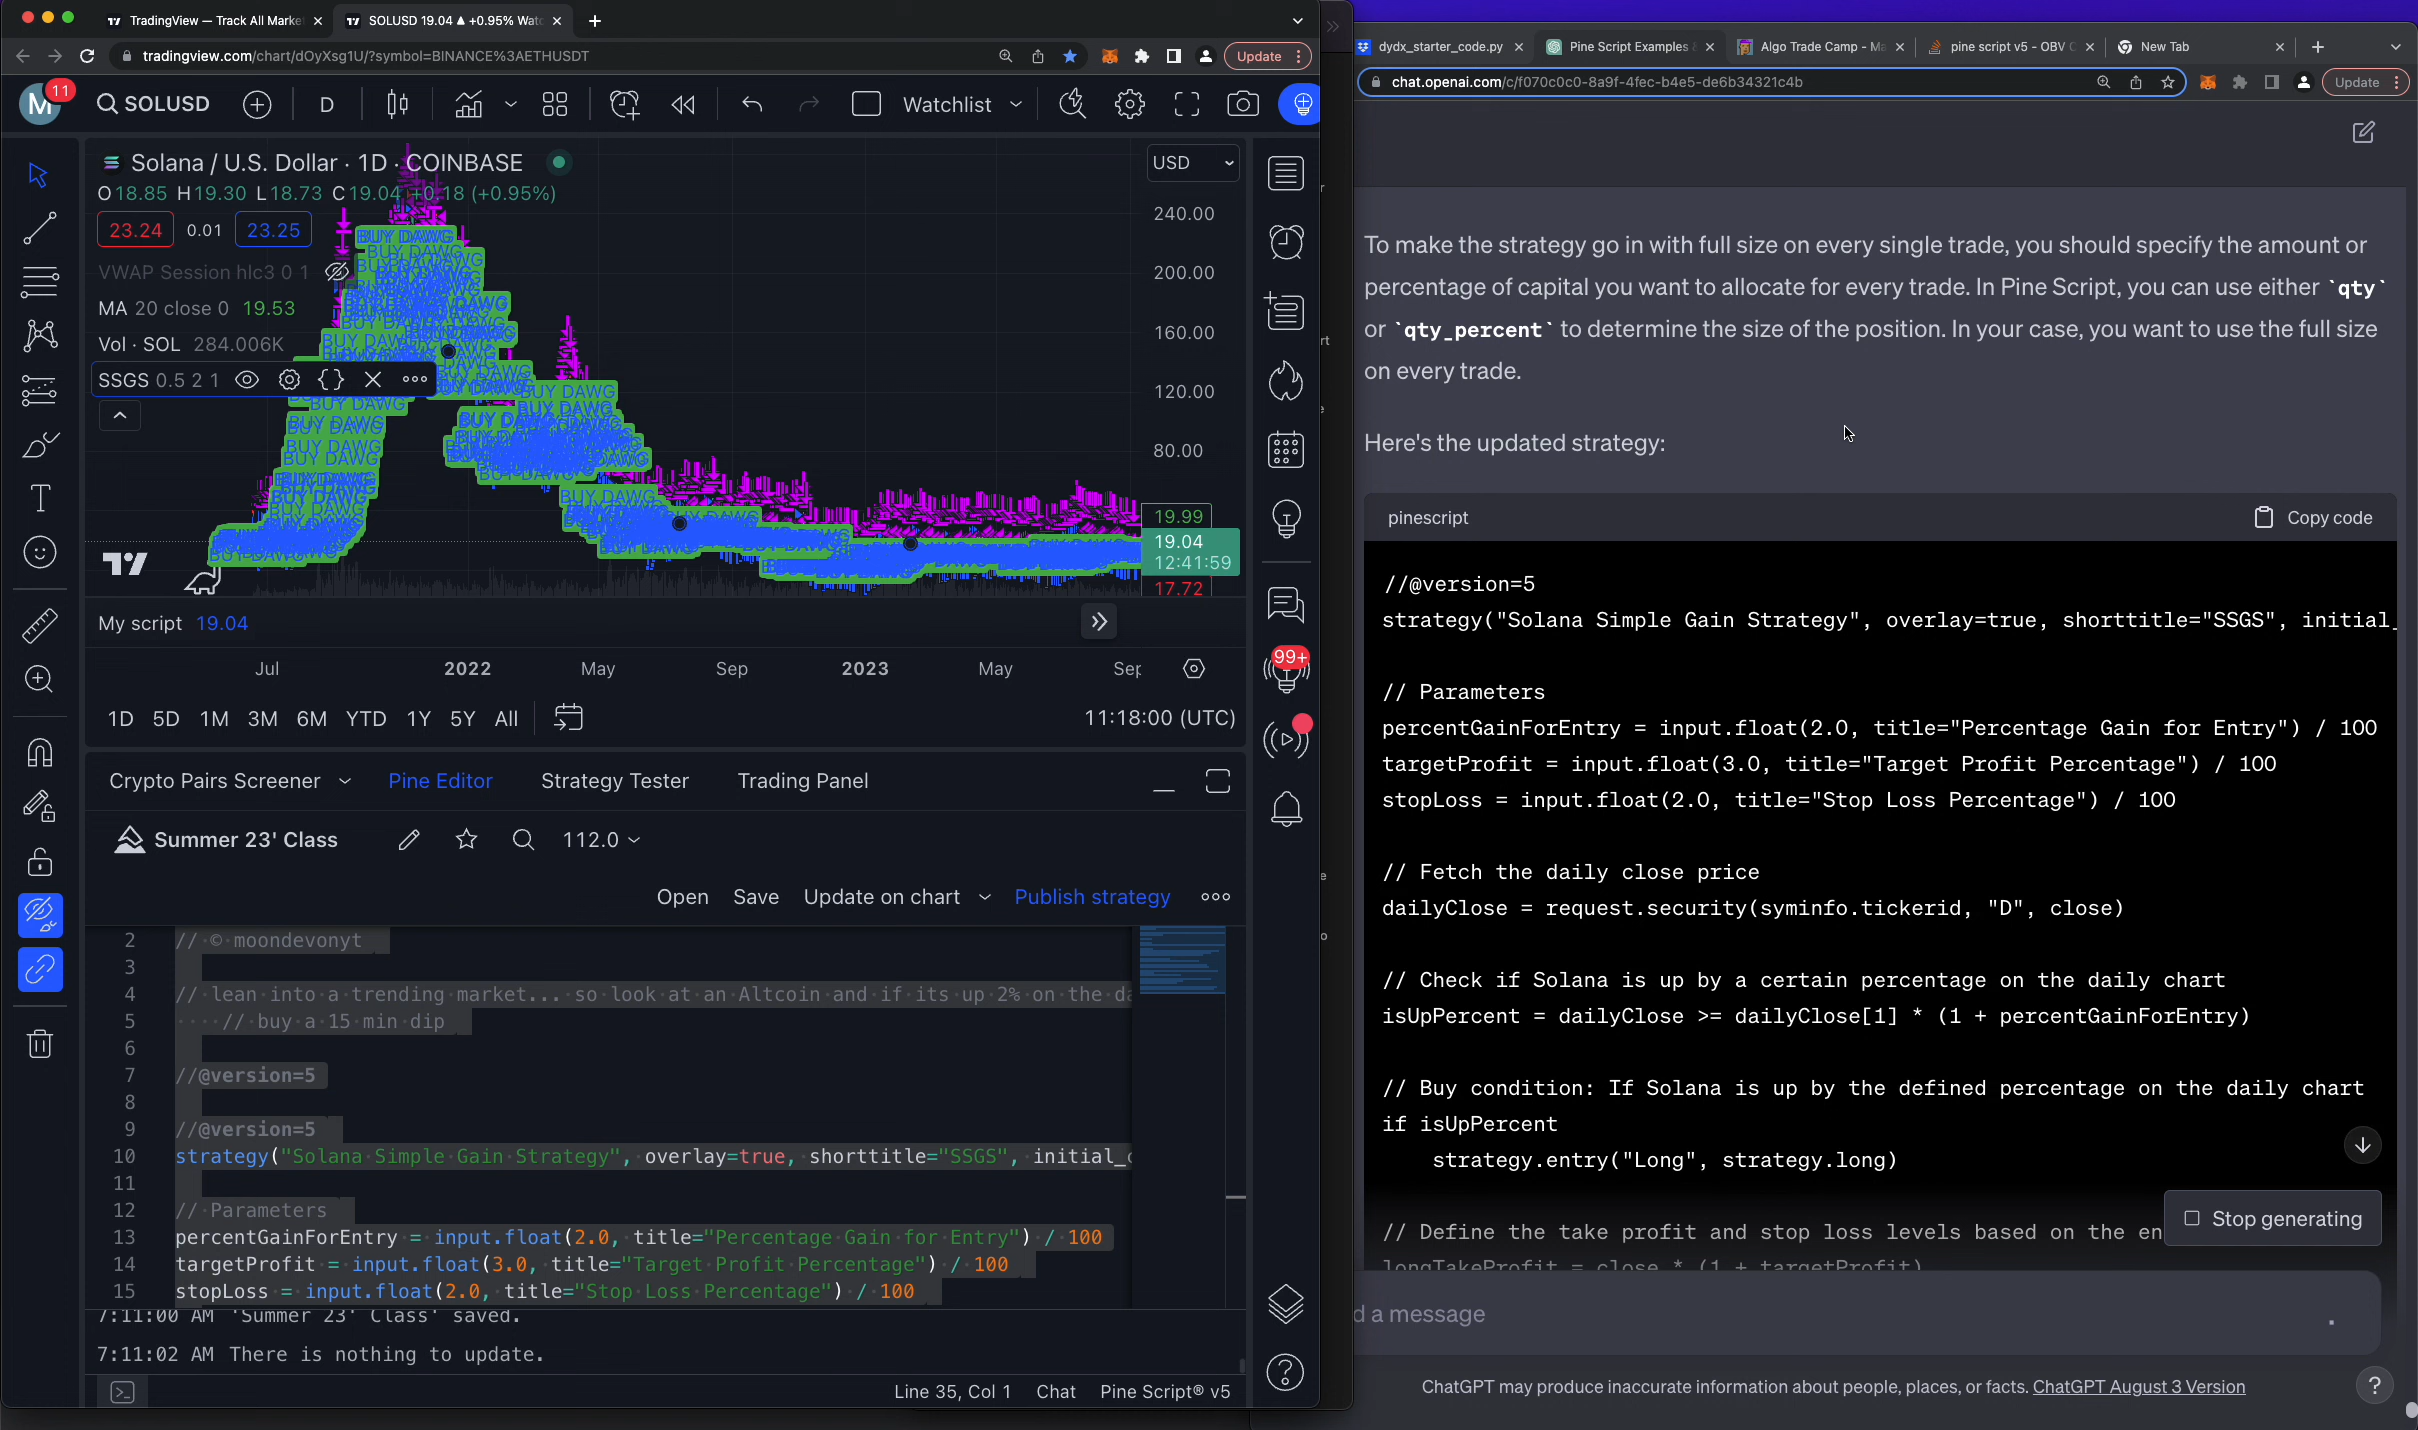 TradingView — Track All Marke
SOLUSD 19.04 ▲ +0.95% Wat
tradingview.com/chart/dOyXsg1U/?symbol=BINANCE%3AETHUSDT
Update
M
11
SOLUSD
D
Watchlist
Solana / U.S. Dollar · 1D · COINBASE
USD
O18.85 H19.30 L18.73 C19.04 +0.18 (+0.95%)
23.24
0.01
23.25
VWAP Session hlc3 0 1
MA 20 close 0 19.53
Vol · SOL 284.006K
SSGS 0.5 2 1
BUY DAWG
240.00
200.00
160.00
120.00
80.00
19.99
19.04
12:41:59
17.72
My script 19.04
Jul
2022
May
Sep
2023
May
Sep
1D 5D 1M 3M 6M YTD 1Y 5Y All
11:18:00 (UTC)
99+
Crypto Pairs Screener
Pine Editor
Strategy Tester
Trading Panel
Summer 23' Class
112.0
Open
Save
Update on chart
Publish strategy
2 // © moondevonyt
3
4 // lean into a trending market... so look at an Altcoin and if its up 2% on the da
5 // buy a 15 min dip
6
7 //@version=5
8
9 //@version=5
10 strategy("Solana Simple Gain Strategy", overlay=true, shorttitle="SSGS", initial_c
11
12 // Parameters
13 percentGainForEntry = input.float(2.0, title="Percentage Gain for Entry") / 100
14 targetProfit = input.float(3.0, title="Target Profit Percentage") / 100
15 stopLoss = input.float(2.0, title="Stop Loss Percentage") / 100
7:11:00 AM 'Summer 23' Class' saved.
7:11:02 AM There is nothing to update.
Line 35, Col 1
Chat
Pine Script® v5
dydx_starter_code.py
Pine Script Examples &
Algo Trade Camp - Ma
pine script v5 - OBV C
New Tab
chat.openai.com/c/f070c0c0-8a9f-4fec-b4e5-de6b34321c4b
Update
To make the strategy go in with full size on every single trade, you should specify the amount or
percentage of capital you want to allocate for every trade. In Pine Script, you can use either `qty`
or `qty_percent` to determine the size of the position. In your case, you want to use the full size
on every trade.
Here's the updated strategy:
pinescript
Copy code
//@version=5
strategy("Solana Simple Gain Strategy", overlay=true, shorttitle="SSGS", initial_
// Parameters
percentGainForEntry = input.float(2.0, title="Percentage Gain for Entry") / 100
targetProfit = input.float(3.0, title="Target Profit Percentage") / 100
stopLoss = input.float(2.0, title="Stop Loss Percentage") / 100
// Fetch the daily close price
dailyClose = request.security(syminfo.tickerid, "D", close)
// Check if Solana is up by a certain percentage on the daily chart
isUpPercent = dailyClose >= dailyClose[1] * (1 + percentGainForEntry)
// Buy condition: If Solana is up by the defined percentage on the daily chart
if isUpPercent
strategy.entry("Long", strategy.long)
// Define the take profit and stop loss levels based on the en
longTakeProfit = close * (1 + targetProfit)
Stop generating
d a message
ChatGPT may produce inaccurate information about people, places, or facts. ChatGPT August 3 Version
?